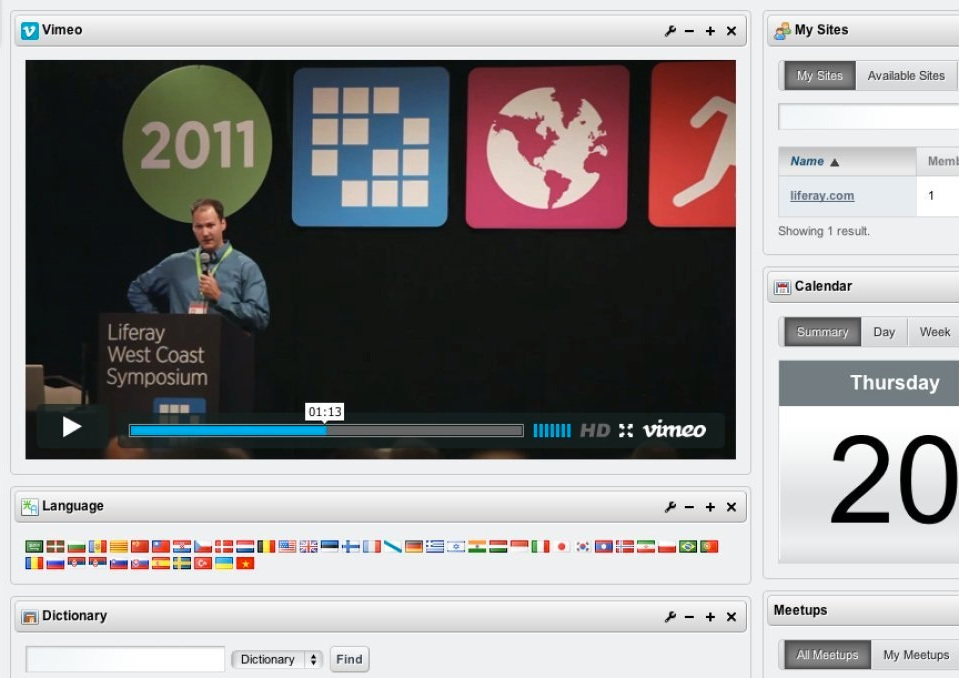 Vimeo
2011
Liferay
West Coast
Symposium
01:13
HD
vimeo
Language
Dictionary
Dictionary
Find
My Sites
My Sites
Available Sites
Name ▲
Memb
liferay.com
1
Showing 1 result.
Calendar
Summary
Day
Week
Thursday
20
Meetups
All Meetups
My Meetups